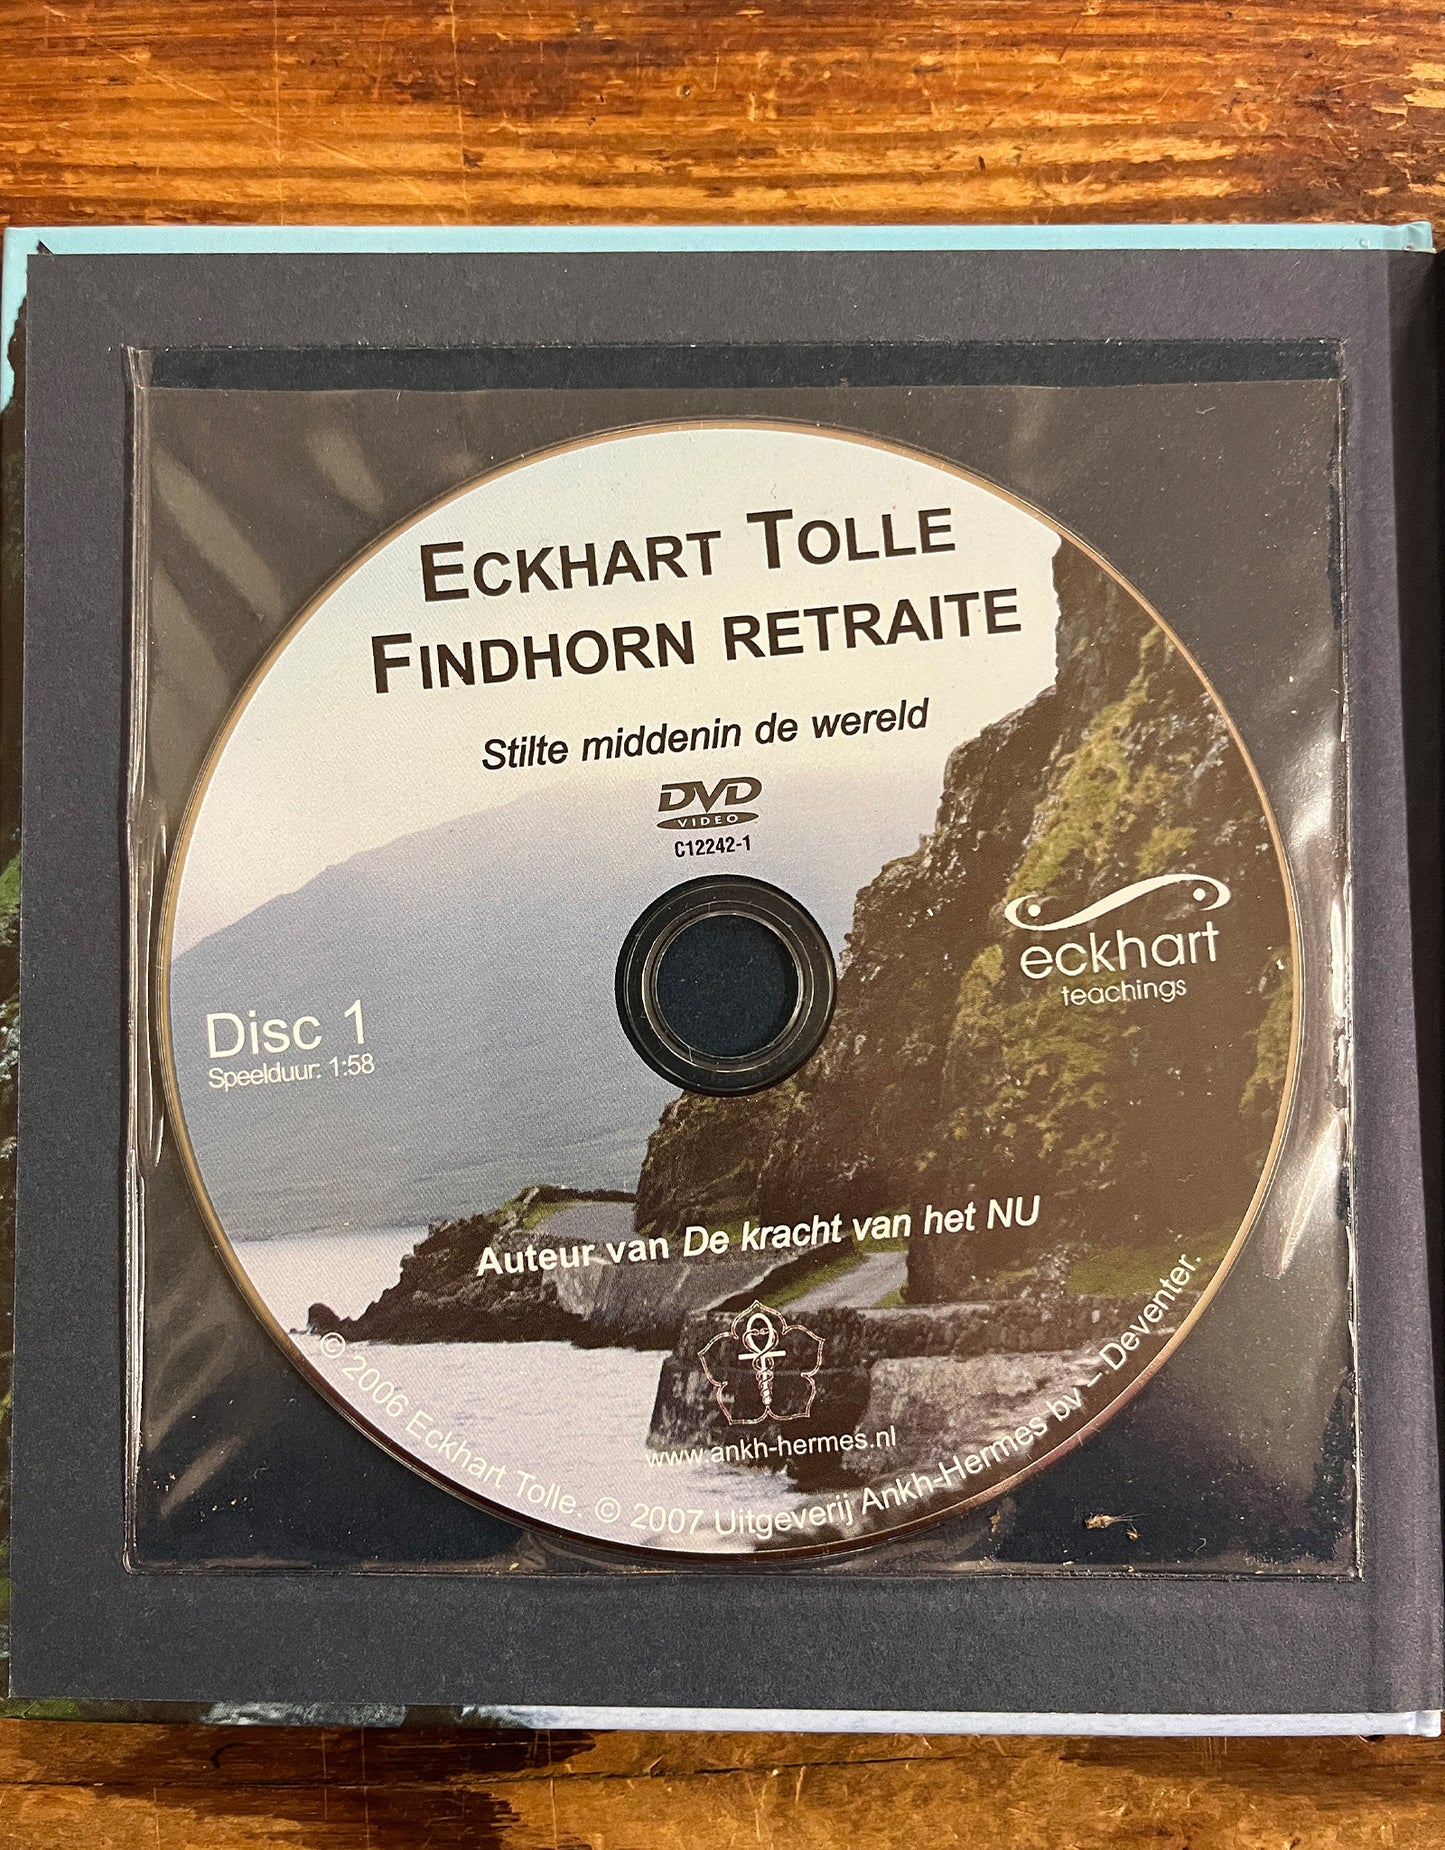 ECKHART TOLLE
FINDHORN RETRAITE
Stilte middenin de wereld
DVD
VIDEO
C12242-1
eckhart
teachings
Disc 1
Speelduur: 1:58
Auteur van De kracht van het NU
www.ankh-hermes.nl
© 2006 Eckhart Tolle. © 2007 Uitgeverij Ankh-Hermes bv – Deventer.